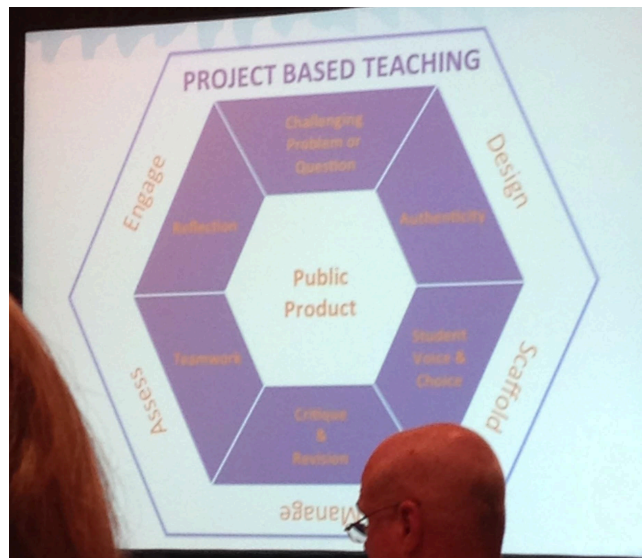 PROJECT BASED TEACHING
Challenging
Problem or
Question
Engage
Design
Reflection
Authenticity
Public
Product
Teamwork
Student
Voice &
Choice
Assess
Scaffold
Critique
&
Revision
Manage